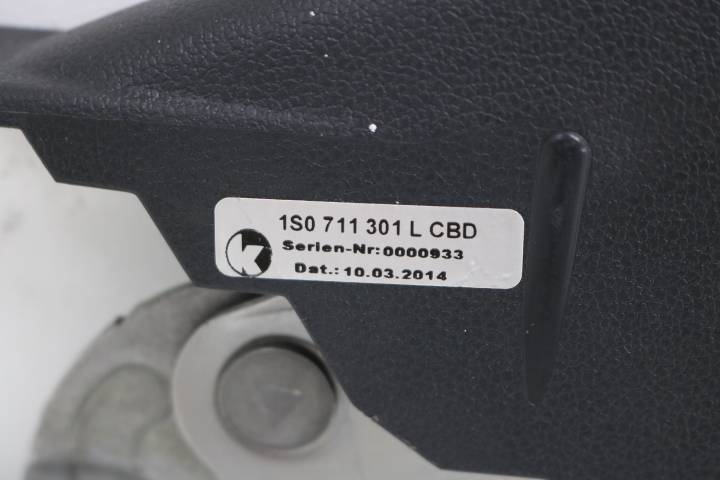 1S0 711 301 L CBD
Serien-Nr:0000933
Dat.: 10.03.2014
K